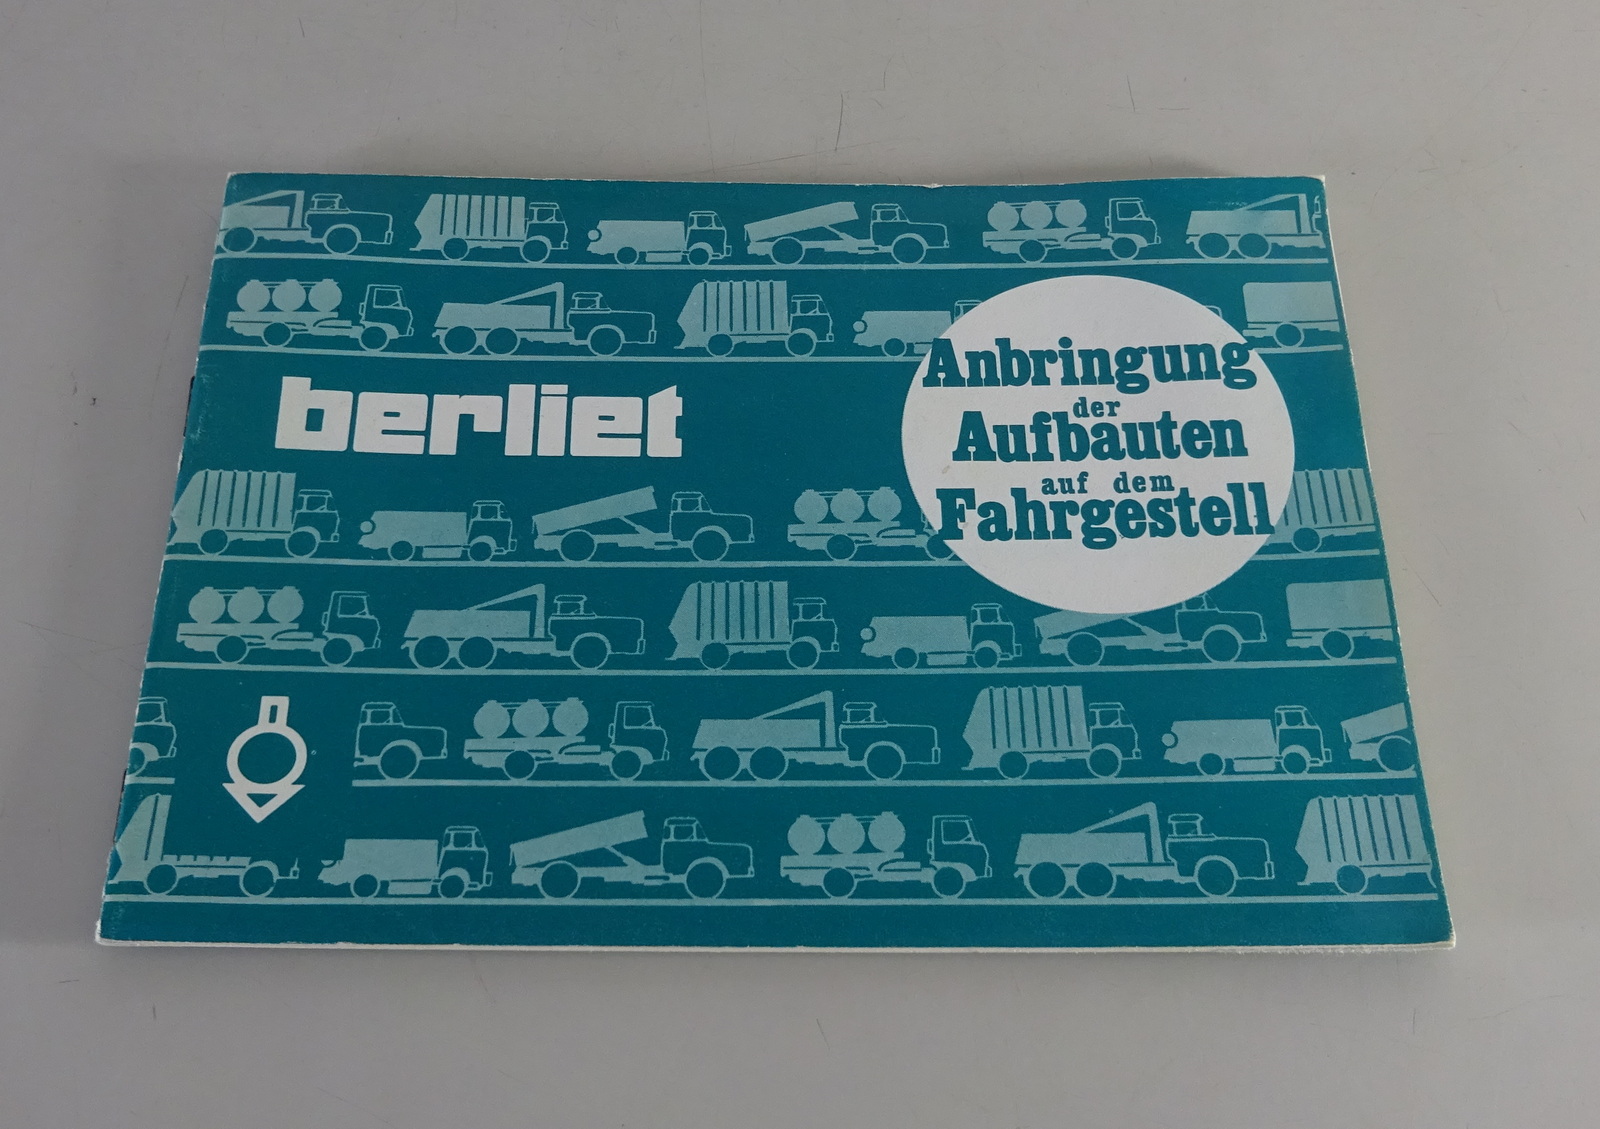 berliet
Anbringung
der
Aufbauten
auf dem
Fahrgestell